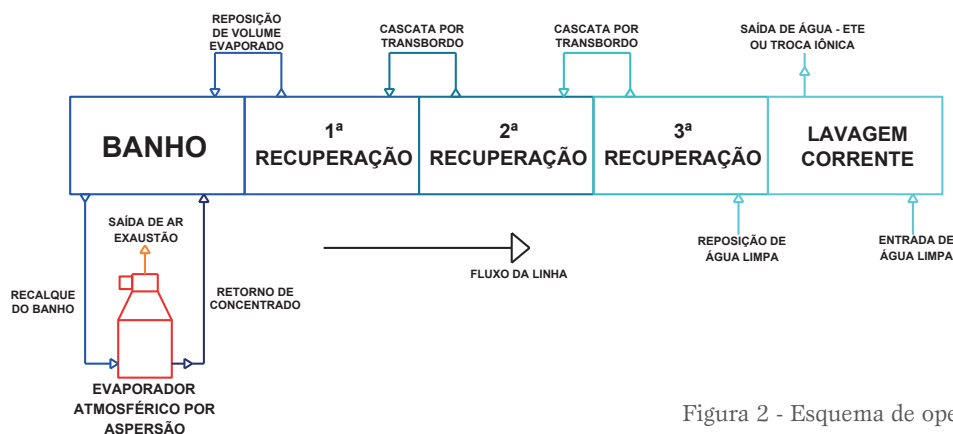 REPOSIÇÃO
DE VOLUME
EVAPORADO
CASCATA POR
TRANSBORDO
CASCATA POR
TRANSBORDO
SAÍDA DE ÁGUA - ETE
OU TROCA IÔNICA
BANHO
1ª
RECUPERAÇÃO
2ª
RECUPERAÇÃO
3ª
RECUPERAÇÃO
LAVAGEM
CORRENTE
SAÍDA DE AR
EXAUSTÃO
FLUXO DA LINHA
REPOSIÇÃO DE
ÁGUA LIMPA
ENTRADA DE
ÁGUA LIMPA
RECALQUE
DO BANHO
RETORNO DE
CONCENTRADO
EVAPORADOR
ATMOSFÉRICO POR
ASPERSÃO
Figura 2 - Esquema de ope